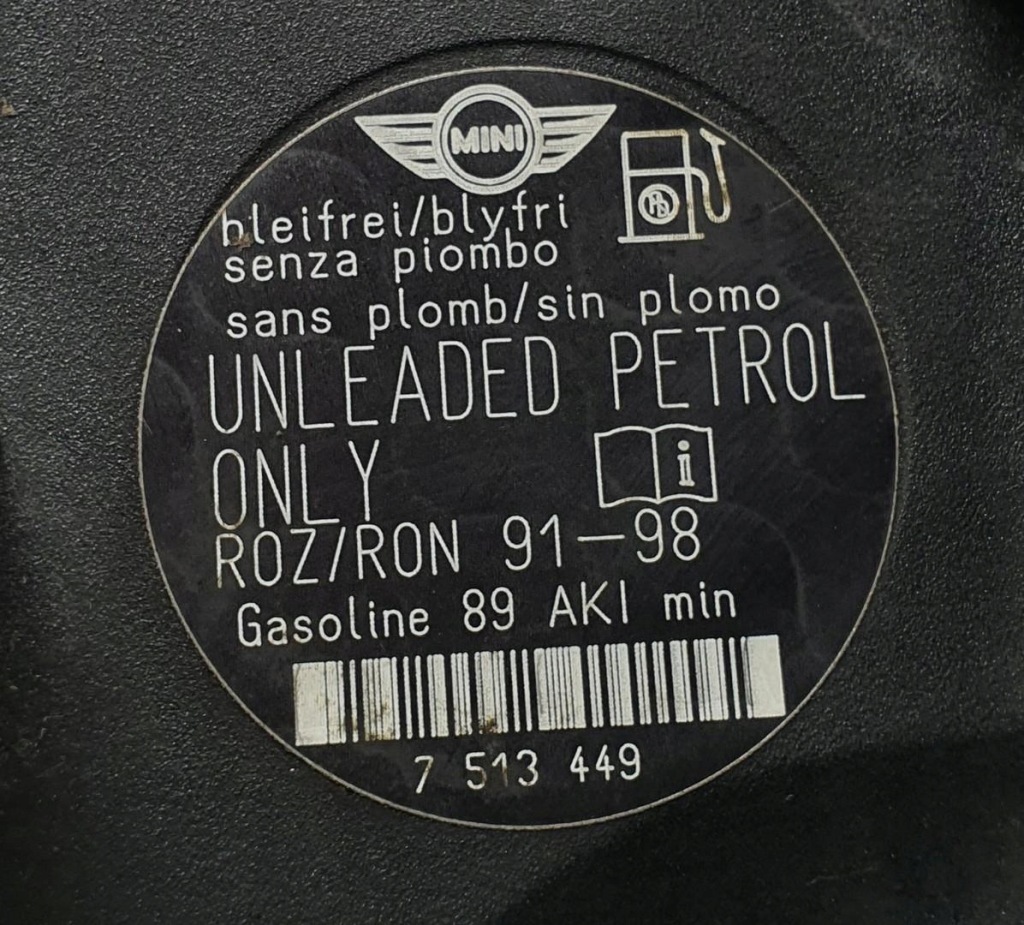 MINI
bleifrei/blyfri
senza piombo
sans plomb/sin plomo
UNLEADED PETROL
ONLY
i
ROZ/RON 91-98
Gasoline 89 AKI min
7 513 449